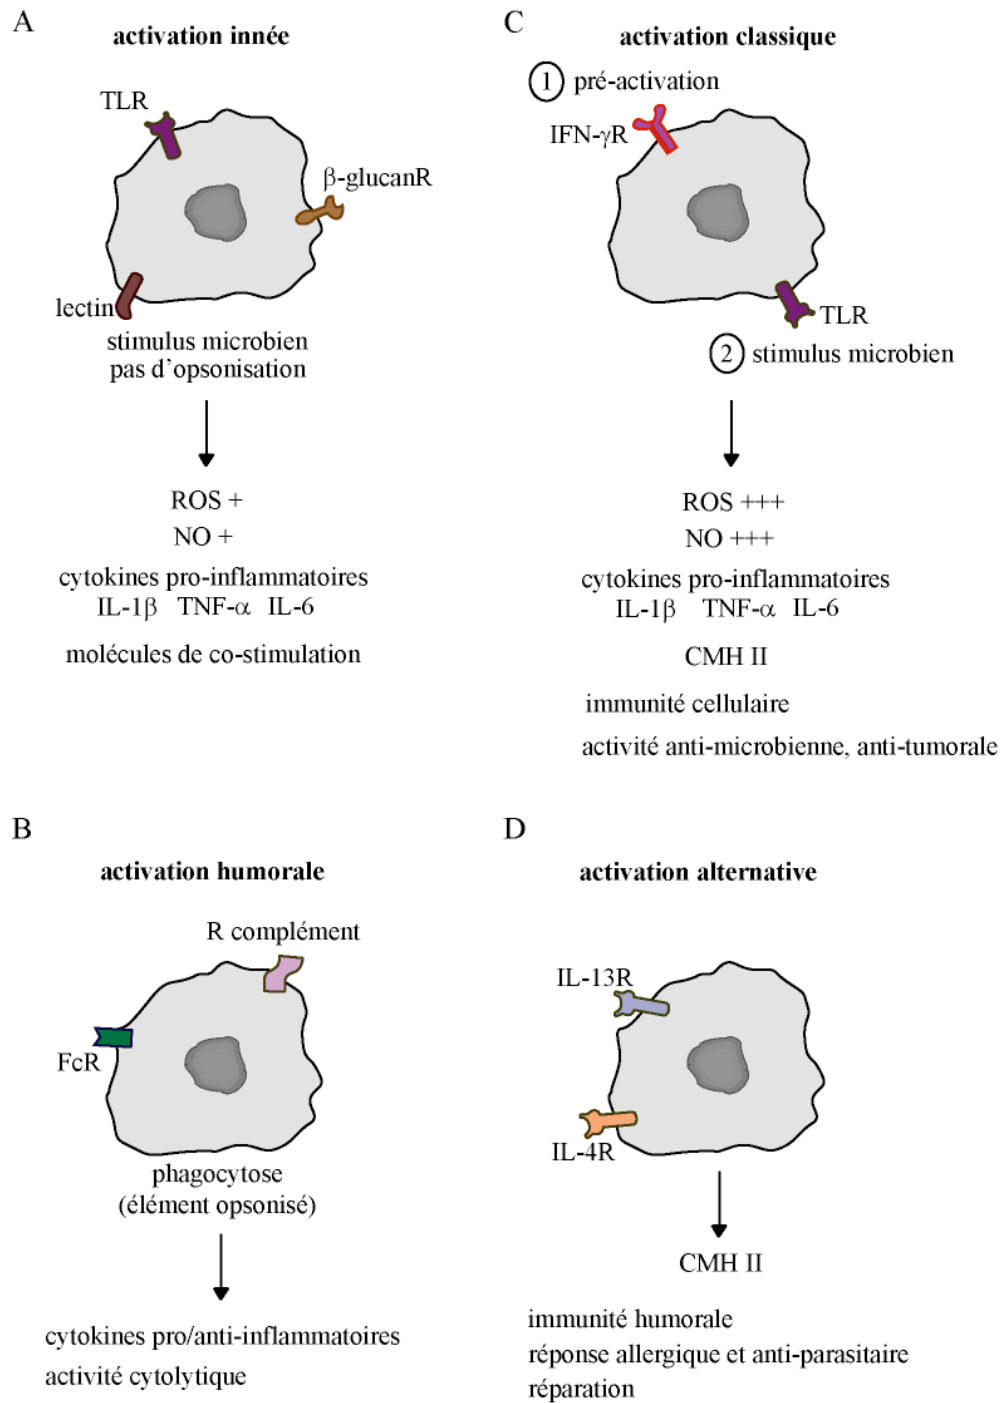 A
activation innée
TLR
β-glucanR
lectin
stimulus microbien
pas d'opsonisation
ROS +
NO +
cytokines pro-inflammatoires
IL-1β TNF-α IL-6
molécules de co-stimulation
C
activation classique
1 pré-activation
IFN-γR
TLR
2 stimulus microbien
ROS +++
NO +++
cytokines pro-inflammatoires
IL-1β TNF-α IL-6
CMH II
immunité cellulaire
activité anti-microbienne, anti-tumorale
B
activation humorale
R complément
FcR
phagocytose
(élément opsonisé)
cytokines pro/anti-inflammatoires
activité cytolytique
D
activation alternative
IL-13R
IL-4R
CMH II
immunité humorale
réponse allergique et anti-parasitaire
réparation